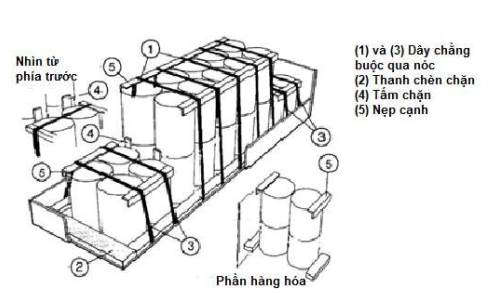 Nhìn từ
phía trước
(1) và (3) Dây chằng
buộc qua nóc
(2) Thanh chèn chặn
(4) Tấm chặn
(5) Nẹp cạnh
1
3
5
4
4
5
3
5
3
2
Phần hàng hóa